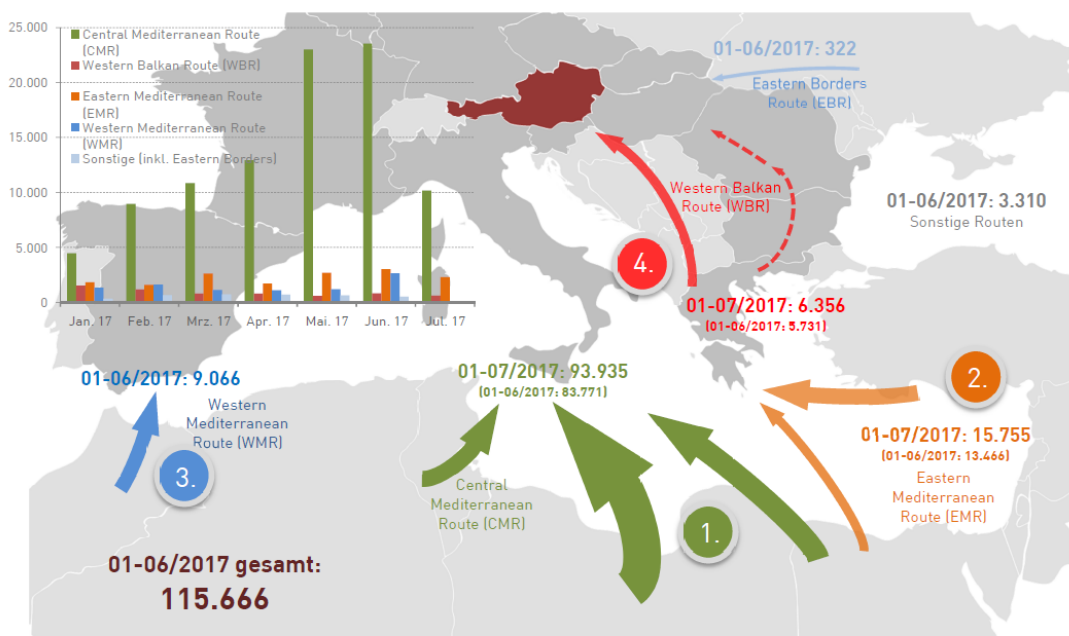 25.000
20.000
15.000
10.000
5.000
0
Central Mediterranean Route
(CMR)
Western Balkan Route (WBR)
Eastern Mediterranean Route
(EMR)
Western Mediterranean Route
(WMR)
Sonstige (inkl. Eastern Borders)
Jan. 17 Feb. 17 Mrz. 17 Apr. 17 Mai. 17 Jun. 17 Jul. 17
01-06/2017: 322
Eastern Borders
Route (EBR)
Western Balkan
Route (WBR)
01-06/2017: 3.310
Sonstige Routen
4.
01-07/2017: 6.356
(01-06/2017: 5.731)
01-06/2017: 9.066
Western
Mediterranean
Route (WMR)
3.
01-07/2017: 93.935
(01-06/2017: 83.771)
Central
Mediterranean
Route (CMR)
1.
2.
01-07/2017: 15.755
(01-06/2017: 13.466)
Eastern
Mediterranean
Route (EMR)
01-06/2017 gesamt:
115.666